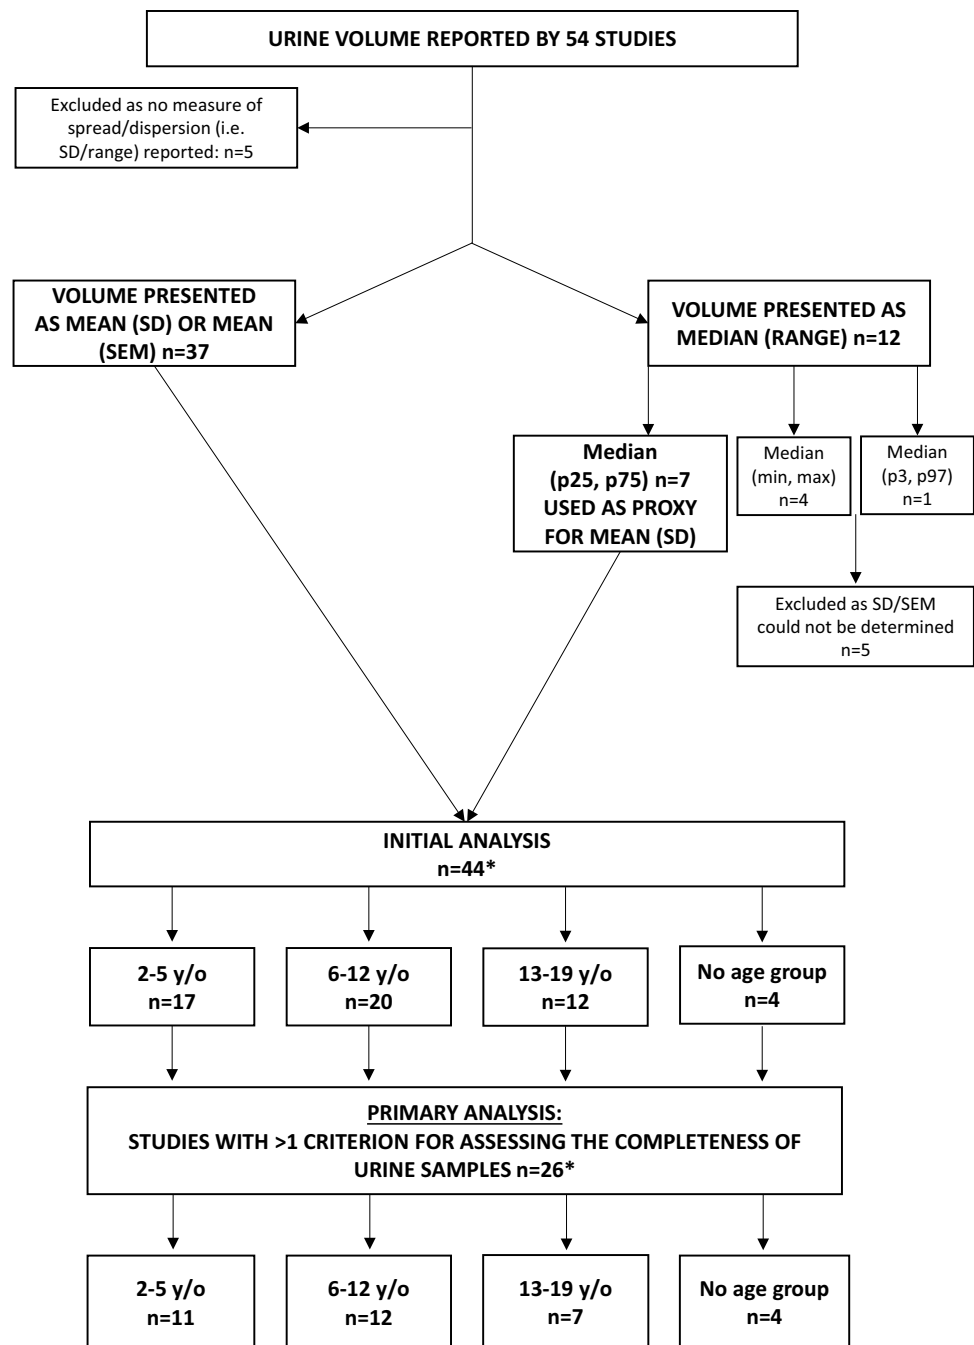 URINE VOLUME REPORTED BY 54 STUDIES
Excluded as no measure of
spread/dispersion (i.e.
SD/range) reported: n=5
VOLUME PRESENTED
AS MEAN (SD) OR MEAN
(SEM) n=37
VOLUME PRESENTED AS
MEDIAN (RANGE) n=12
Median
(p25, p75) n=7
USED AS PROXY
FOR MEAN (SD)
Median
(min, max)
n=4
Median
(p3, p97)
n=1
Excluded as SD/SEM
could not be determined
n=5
INITIAL ANALYSIS
n=44*
2-5 y/o
n=17
6-12 y/o
n=20
13-19 y/o
n=12
No age group
n=4
PRIMARY ANALYSIS:
STUDIES WITH >1 CRITERION FOR ASSESSING THE COMPLETENESS OF
URINE SAMPLES n=26*
2-5 y/o
n=11
6-12 y/o
n=12
13-19 y/o
n=7
No age group
n=4